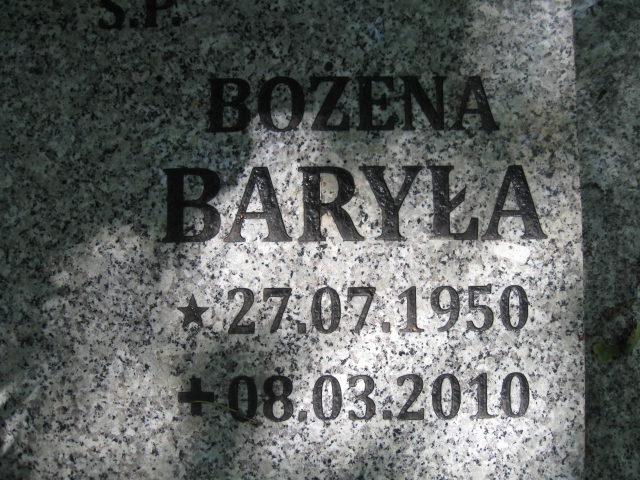 Ś.P.
BOŻENA
BARYŁA
★ 27.07.1950
✚ 08.03.2010